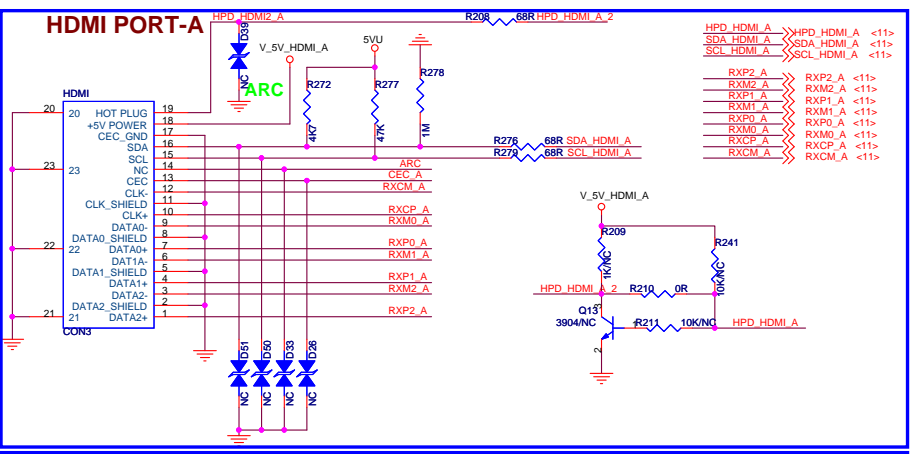 HDMI PORT-A
HPD_HDMI2_A
R208 68R HPD_HDMI_A_2
D39
NC
ARC
V_5V_HDMI_A
5VU
R272
4K7
R277
47K
R278
1M
HPD_HDMI_A HPD_HDMI_A <11>
SDA_HDMI_A SDA_HDMI_A <11>
SCL_HDMI_A SCL_HDMI_A <11>
RXP2_A RXP2_A <11>
RXM2_A RXM2_A <11>
RXP1_A RXP1_A <11>
RXM1_A RXM1_A <11>
RXP0_A RXP0_A <11>
RXM0_A RXM0_A <11>
RXCP_A RXCP_A <11>
RXCM_A RXCM_A <11>
HDMI
20 20 HOT PLUG 19
+5V POWER 18
CEC_GND 17
SDA 16 R276 68R SDA_HDMI_A
SCL 15 R279 68R SCL_HDMI_A
23 23 NC 14 ARC
CEC 13 CEC_A
CLK- 12 RXCM_A
CLK_SHIELD 11
CLK+ 10 RXCP_A
DATA0- 9 RXM0_A
DATA0_SHIELD 8
22 22 DATA0+ 7 RXP0_A
DAT1A- 6 RXM1_A
DATA1_SHIELD 5
DATA1+ 4 RXP1_A
DATA2- 3 RXM2_A
DATA2_SHIELD 2
21 21 DATA2+ 1 RXP2_A
CON3
D51
NC
D50
NC
D33
NC
D26
NC
V_5V_HDMI_A
R209
1K/NC
R241
10K/NC
HPD_HDMI_A_2 R210 0R
3
Q13
3904/NC
1
R211 10K/NC HPD_HDMI_A
2